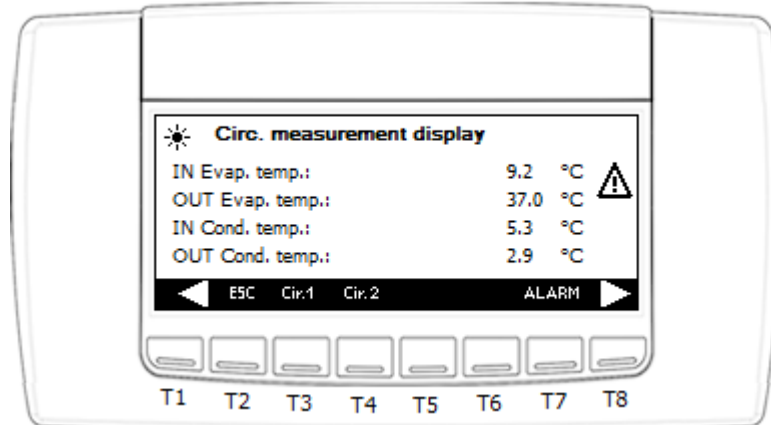 Circ. measurement display
IN Evap. temp.: 9.2 °C
OUT Evap. temp.: 37.0 °C
IN Cond. temp.: 5.3 °C
OUT Cond. temp.: 2.9 °C
ESC Cir.1 Cir.2 ALARM
T1 T2 T3 T4 T5 T6 T7 T8